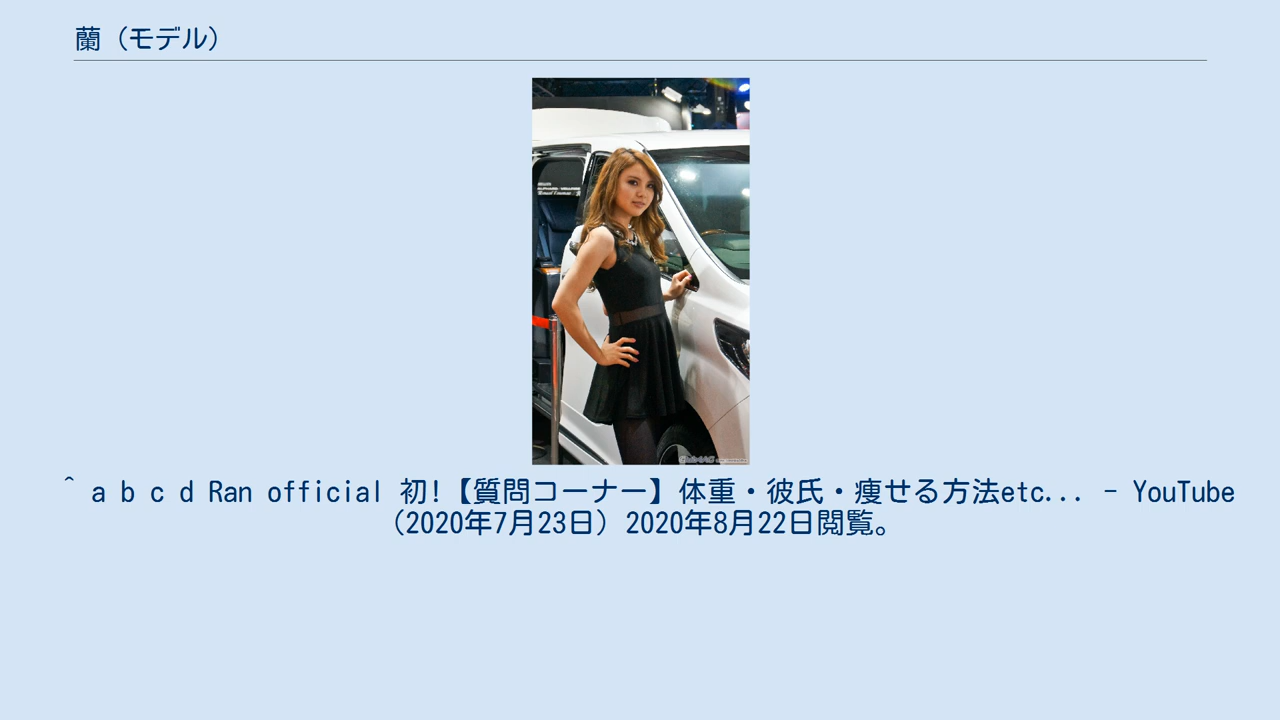 蘭（モデル）
^ a b c d Ran official 初!【質問コーナー】体重・彼氏・痩せる方法etc... - YouTube
（2020年7月23日）2020年8月22日閲覧。